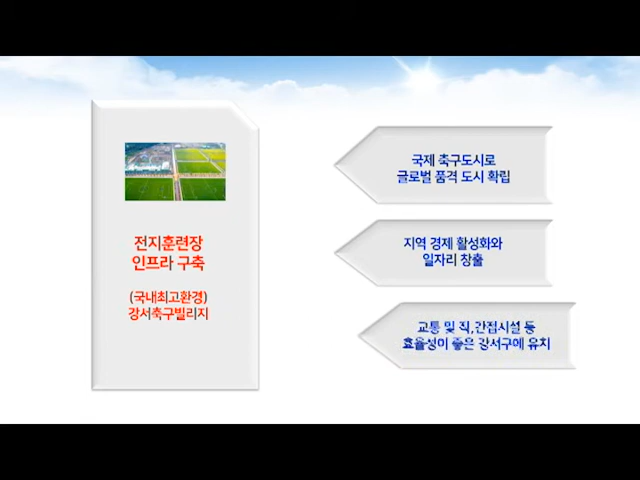 전지훈련장
인프라 구축
(국내최고환경)
강서축구빌리지
국제 축구도시로
글로벌 품격 도시 확립
지역 경제 활성화와
일자리 창출
교통 및 직,간접시설 등
효율성이 좋은 강서구에 유치